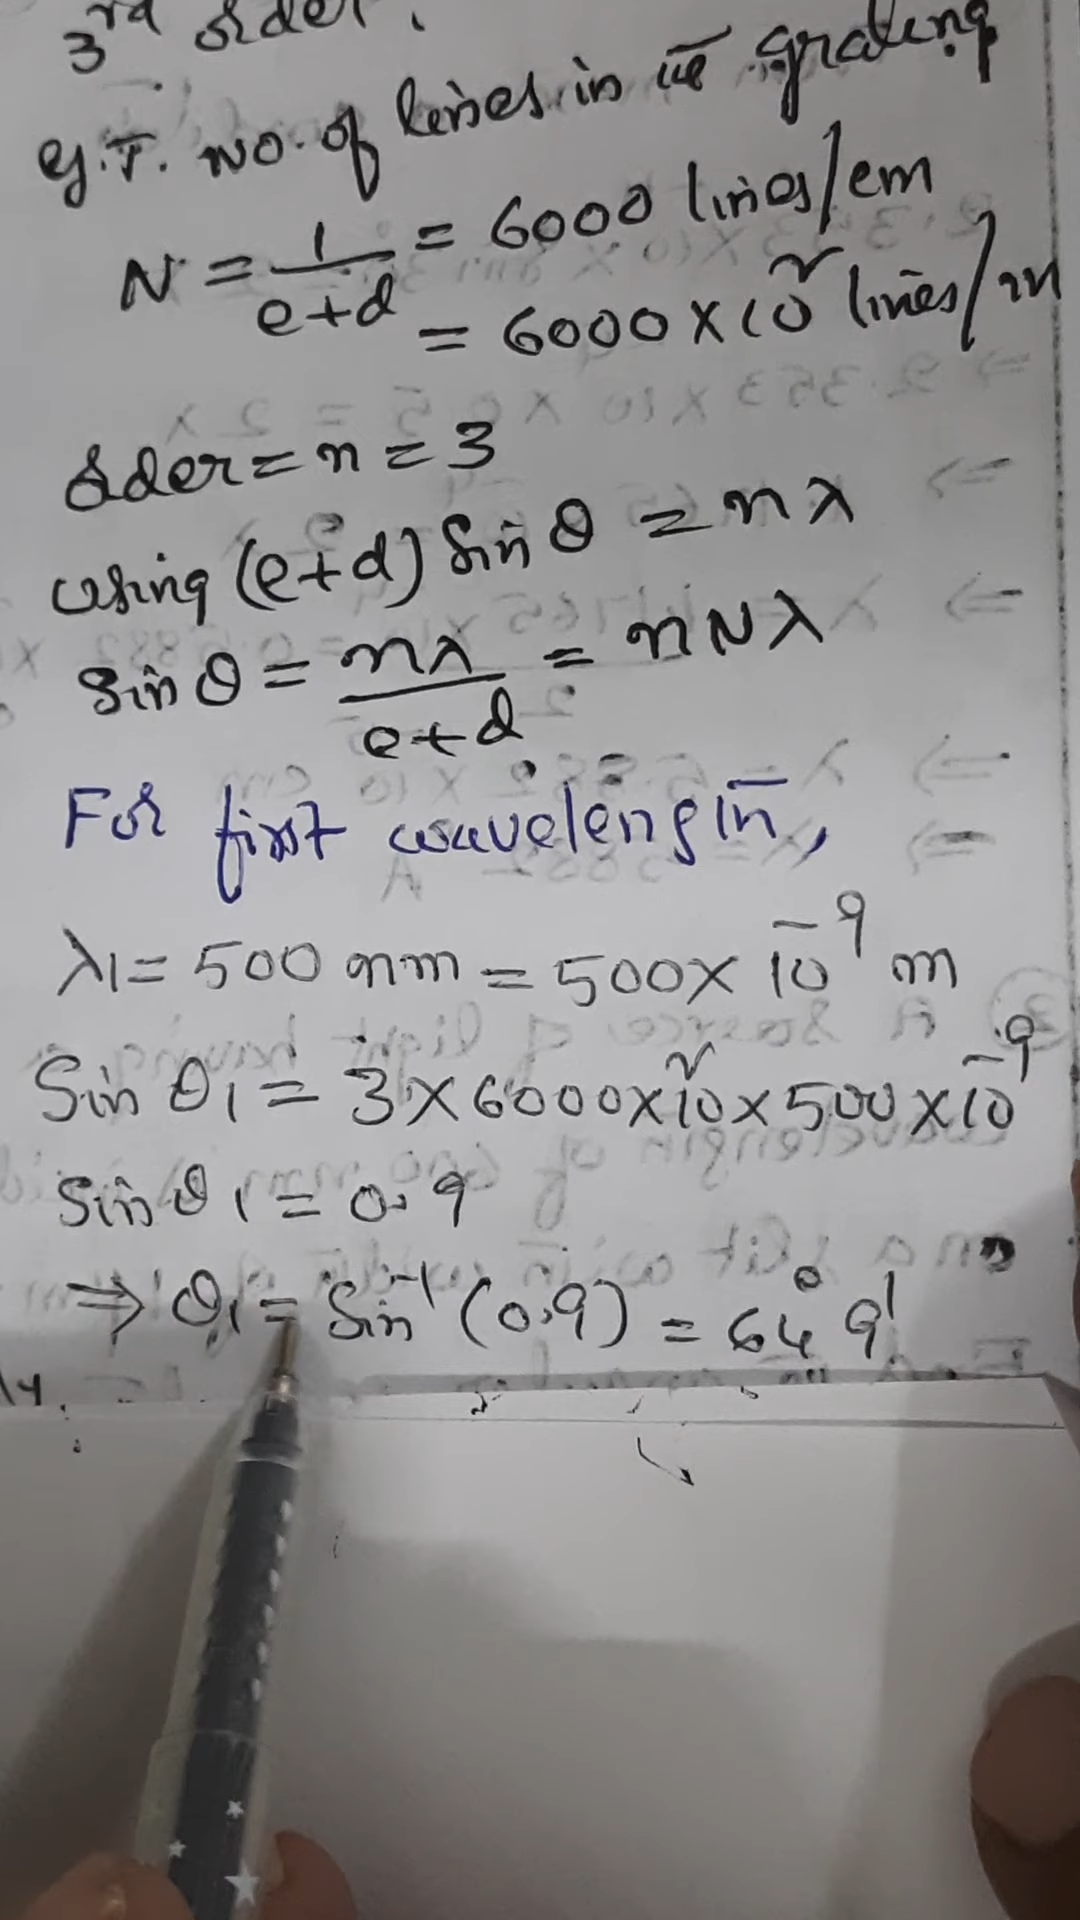 3rd order.
G.T. No. of lines in the grating
N = 1/(e+d) = 6000 lines/cm
= 6000 × 10² lines/m
Order = n = 3
using (e+d) Sin θ = nλ
Sin θ = nλ/(e+d) = nNλ
For first wavelength,
λ1 = 500 nm = 500 × 10⁻⁹ m
Sin θ1 = 3 × 6000 × 10² × 500 × 10⁻⁹
Sin θ1 = 0.9
⇒ θ1 = Sin⁻¹ (0.9) = 64° 9'